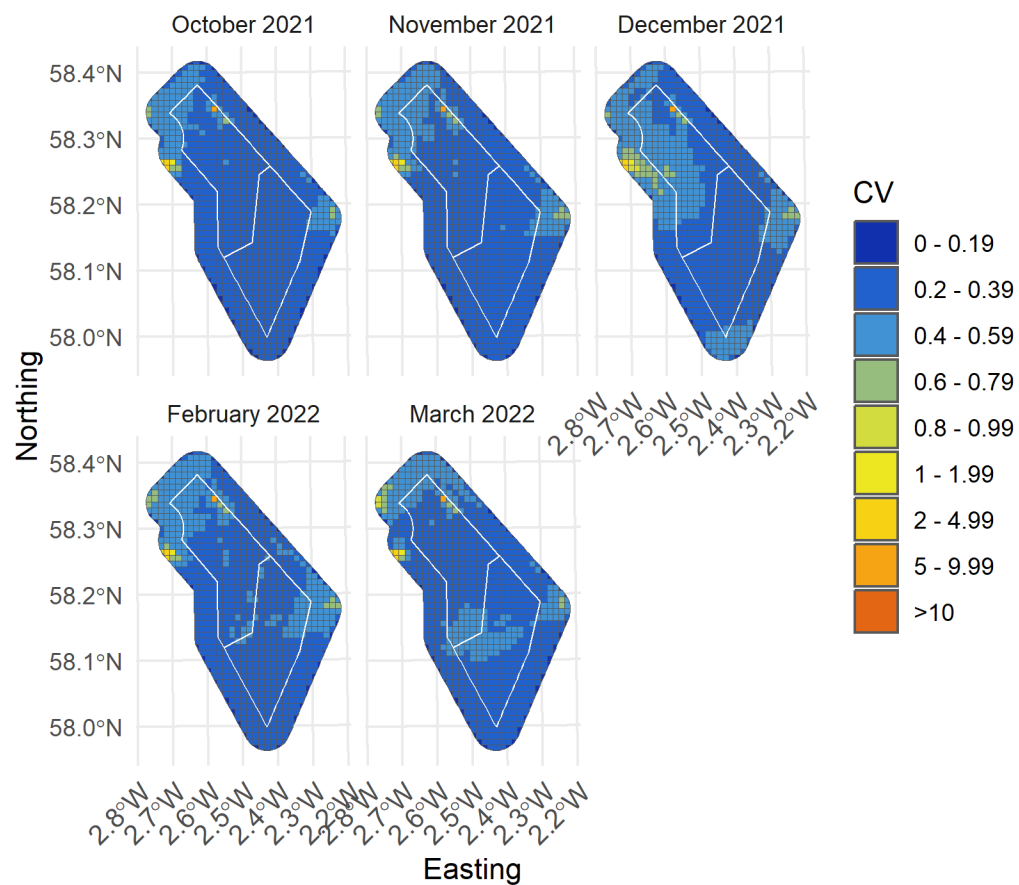 October 2021 November 2021 December 2021
58.4°N
58.3°N
58.2°N
58.1°N
58.0°N
2.8°W 2.7°W 2.6°W 2.5°W 2.4°W 2.3°W 2.2°W
February 2022 March 2022
58.4°N
58.3°N
58.2°N
58.1°N
58.0°N
2.8°W 2.7°W 2.6°W 2.5°W 2.4°W 2.3°W 2.2°W 2.8°W 2.7°W 2.6°W 2.5°W 2.4°W 2.3°W 2.2°W
Northing
Easting
CV
0 - 0.19
0.2 - 0.39
0.4 - 0.59
0.6 - 0.79
0.8 - 0.99
1 - 1.99
2 - 4.99
5 - 9.99
>10